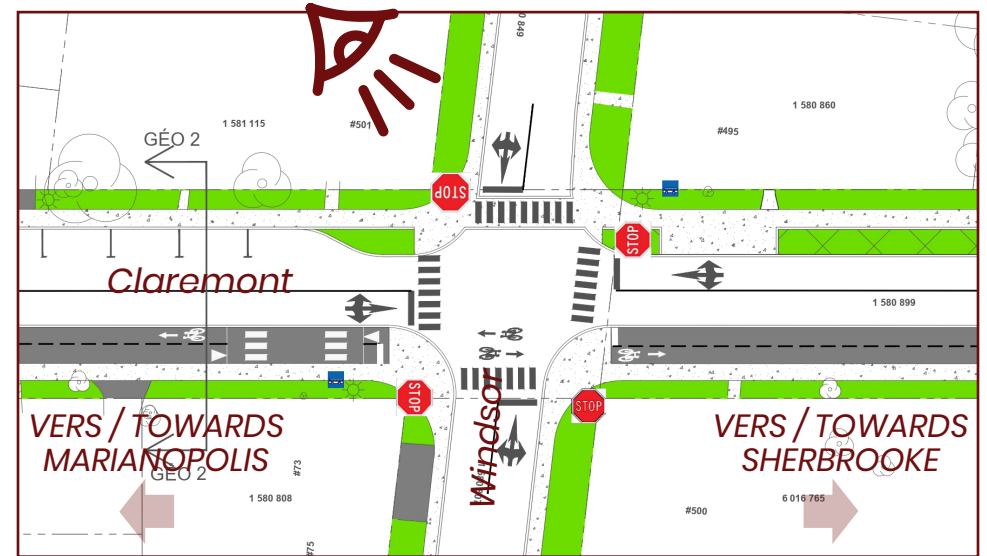 849
1 580 860
1 581 115
#501
#495
GÉO 2
STOP
STOP
Claremont
1 580 899
STOP
STOP
Windsor
VERS / TOWARDS
MARIANOPOLIS
VERS / TOWARDS
SHERBROOKE
#73
GÉO 2
1 580 808
6 016 765
#500
#75